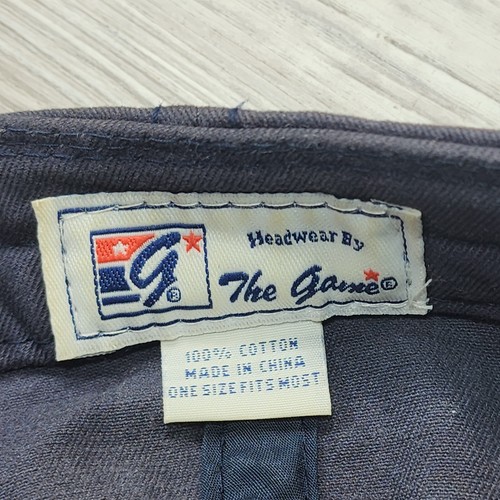 G®
Headwear By
The Game®
100% COTTON
MADE IN CHINA
ONE SIZE FITS MOST